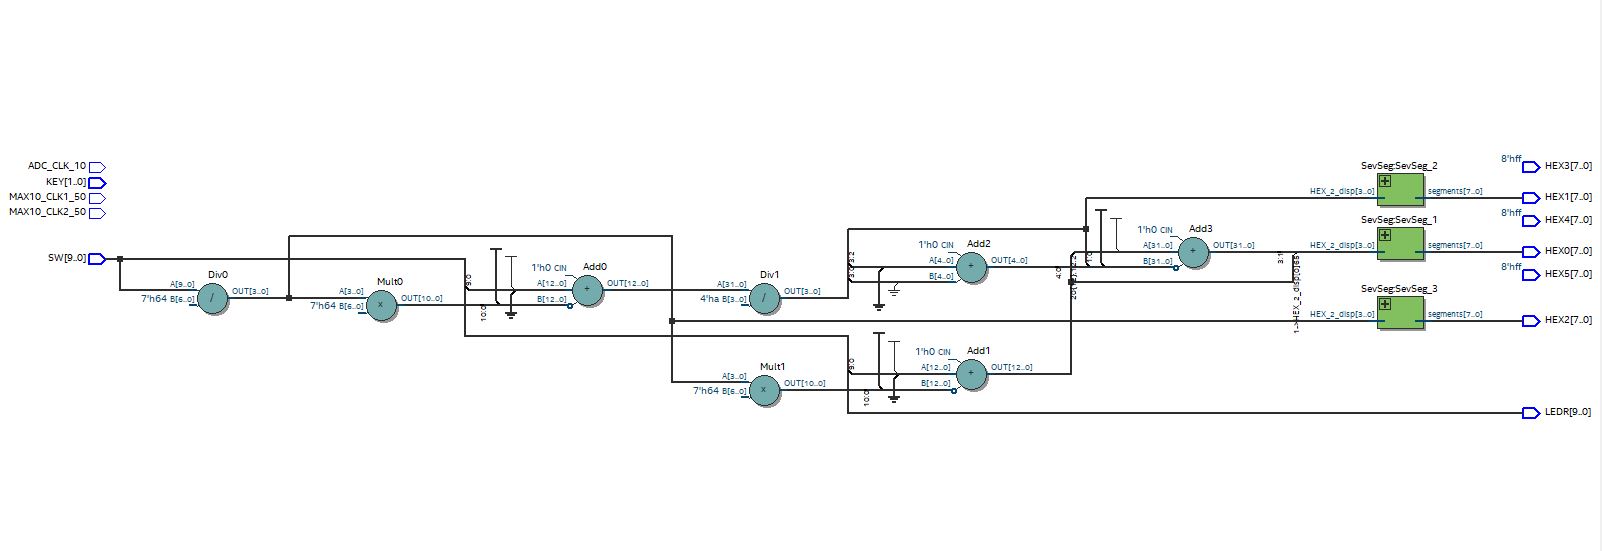 SevSeg:SevSeg_2
8'hff
HEX3[7..0]
ADC_CLK_10
KEY[1..0]
HEX_2_disp[3..0]
segments[7..0]
HEX1[7..0]
MAX10_CLK1_50
MAX10_CLK2_50
8'hff
HEX4[7..0]
SevSeg:SevSeg_1
Add3
1'h0 CIN
A[31..0]
OUT[31..0]
B[31..0]
HEX_2_disp[3..0]
segments[7..0]
HEX0[7..0]
Add2
1'h0 CIN
A[4..0]
OUT[4..0]
B[4..0]
SW[9..0]
8'hff
HEX5[7..0]
Div0
A[9..0]
OUT[3..0]
7'h64 B[6..0]
Mult0
A[3..0]
OUT[10..0]
7'h64 B[6..0]
9:0
10:0
Add0
1'h0 CIN
A[12..0]
OUT[12..0]
B[12..0]
Div1
A[31..0]
OUT[3..0]
4'ha B[3..0]
4:0
1:0
3:1
SevSeg:SevSeg_3
HEX_2_disp[3..0]
segments[7..0]
HEX2[7..0]
Add1
1'h0 CIN
A[12..0]
OUT[12..0]
B[12..0]
9:0
10:0
Mult1
A[3..0]
OUT[10..0]
7'h64 B[6..0]
LEDR[9..0]